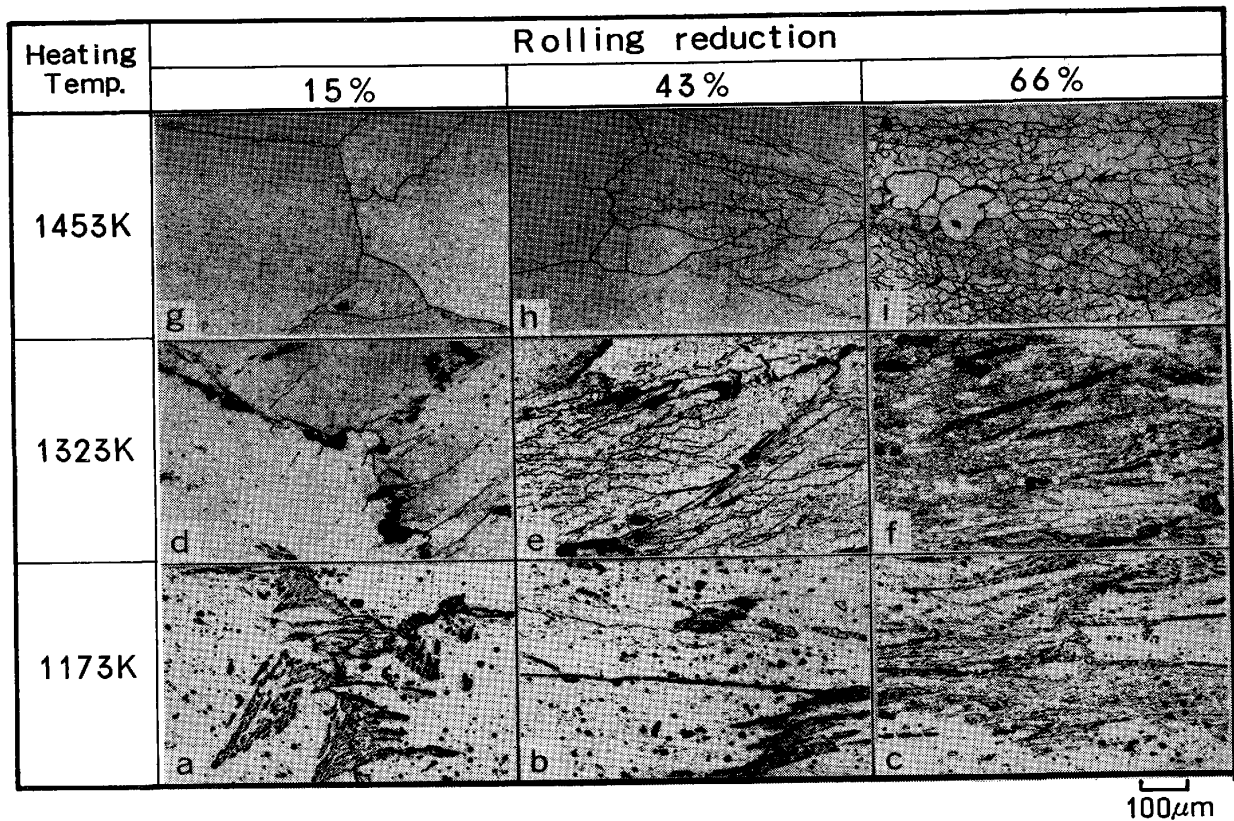 Heating
Temp.
Rolling reduction
15%
43%
66%
1453K
g
h
i
1323K
d
e
f
1173K
a
b
c
100μm